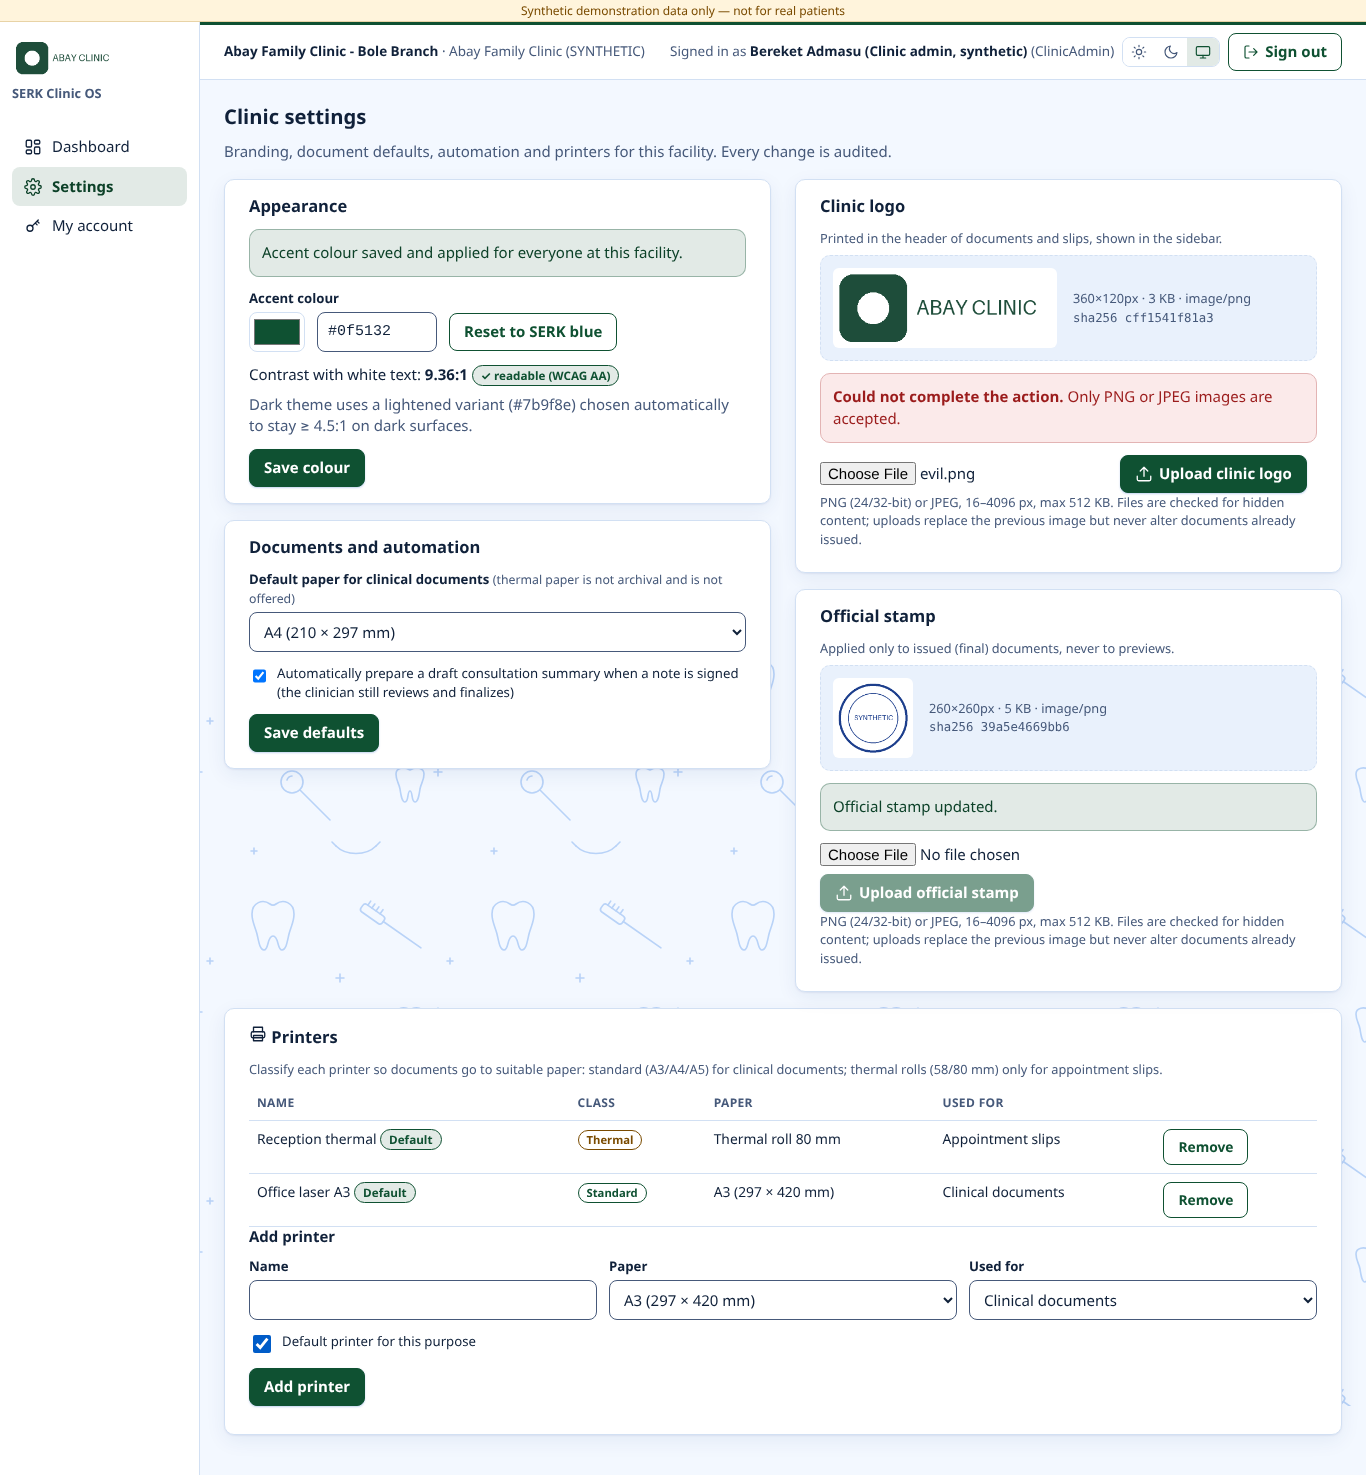 Synthetic demonstration data only — not for real patients
ABAY CLINIC
SERK Clinic OS
Dashboard
Settings
My account
Abay Family Clinic - Bole Branch · Abay Family Clinic (SYNTHETIC)
Signed in as Bereket Admasu (Clinic admin, synthetic) (ClinicAdmin)
Sign out
Clinic settings
Branding, document defaults, automation and printers for this facility. Every change is audited.
Appearance
Accent colour saved and applied for everyone at this facility.
Accent colour
#0f5132
Reset to SERK blue
Contrast with white text: 9.36:1 ✓ readable (WCAG AA)
Dark theme uses a lightened variant (#7b9f8e) chosen automatically
to stay ≥ 4.5:1 on dark surfaces.
Save colour
Documents and automation
Default paper for clinical documents (thermal paper is not archival and is not
offered)
A4 (210 × 297 mm)
Automatically prepare a draft consultation summary when a note is signed
(the clinician still reviews and finalizes)
Save defaults
Clinic logo
Printed in the header of documents and slips, shown in the sidebar.
ABAY CLINIC
360×120px · 3 KB · image/png
sha256 cff1541f81a3
Could not complete the action. Only PNG or JPEG images are
accepted.
Choose File evil.png
Upload clinic logo
PNG (24/32-bit) or JPEG, 16–4096 px, max 512 KB. Files are checked for hidden
content; uploads replace the previous image but never alter documents already
issued.
Official stamp
Applied only to issued (final) documents, never to previews.
SYNTHETIC
260×260px · 5 KB · image/png
sha256 39a5e4669bb6
Official stamp updated.
Choose File No file chosen
Upload official stamp
PNG (24/32-bit) or JPEG, 16–4096 px, max 512 KB. Files are checked for hidden
content; uploads replace the previous image but never alter documents already
issued.
Printers
Classify each printer so documents go to suitable paper: standard (A3/A4/A5) for clinical documents; thermal rolls (58/80 mm) only for appointment slips.
NAME CLASS PAPER USED FOR
Reception thermal Default Thermal Thermal roll 80 mm Appointment slips Remove
Office laser A3 Default Standard A3 (297 × 420 mm) Clinical documents Remove
Add printer
Name Paper Used for
A3 (297 × 420 mm) Clinical documents
Default printer for this purpose
Add printer